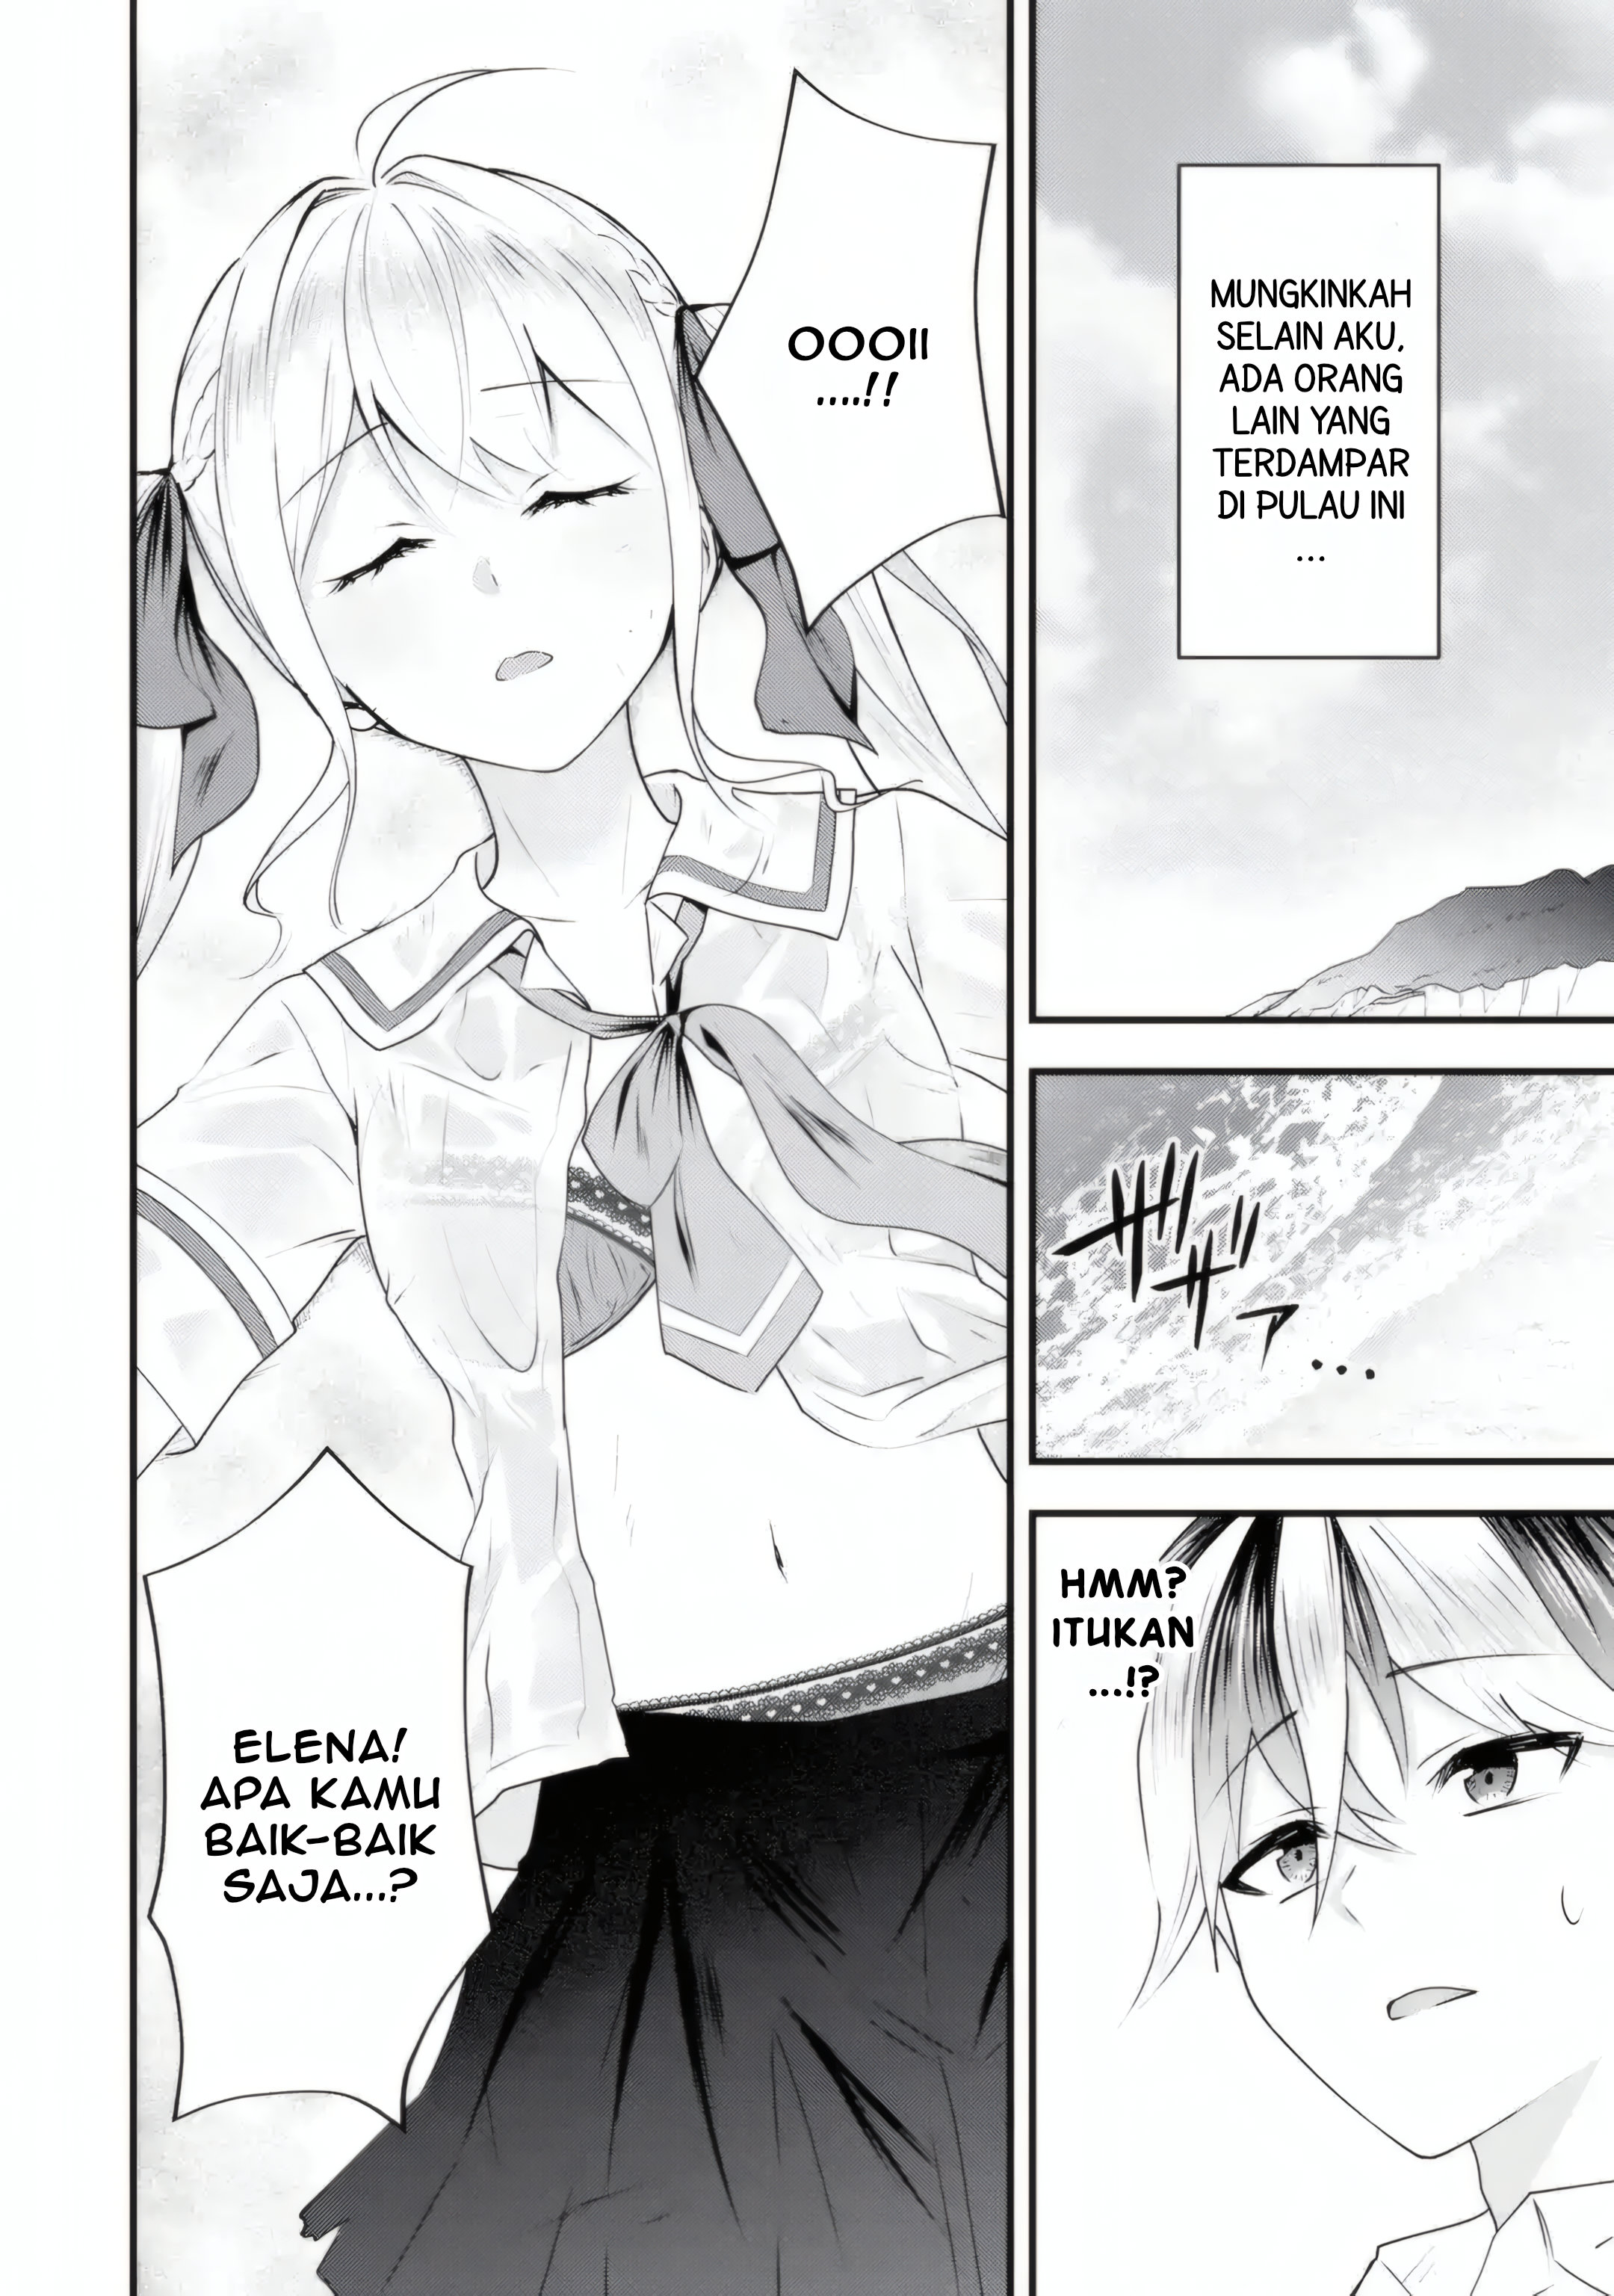 MUNGKINKAH
SELAIN AKU,
ADA ORANG
LAIN YANG
TERDAMPAR
DI PULAU INI
...
ザザァ...
HMM?
ITUKAN
...!?
OOOII
....!!
ELENA!
APA KAMU
BAIK-BAIK
SAJA...?